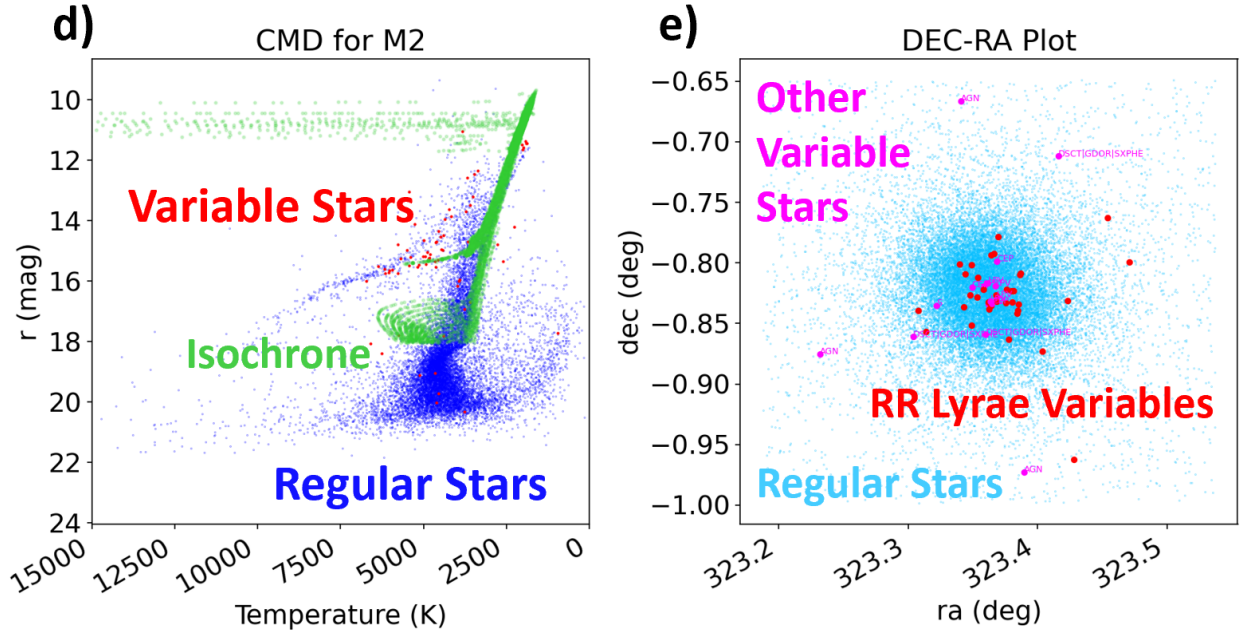 d)
CMD for M2
10
12
14
16
18
20
22
24
r (mag)
15000
12500
10000
7500
5000
2500
0
Temperature (K)
Variable Stars
Isochrone
Regular Stars
e)
DEC-RA Plot
−0.65
−0.70
−0.75
−0.80
−0.85
−0.90
−0.95
−1.00
dec (deg)
323.2
323.3
323.4
323.5
ra (deg)
Other
Variable
Stars
AGN
DSCT|GDOR|SXPHE
AGN
DSCT|GDOR|SXPHE
RR Lyrae Variables
AGN
Regular Stars